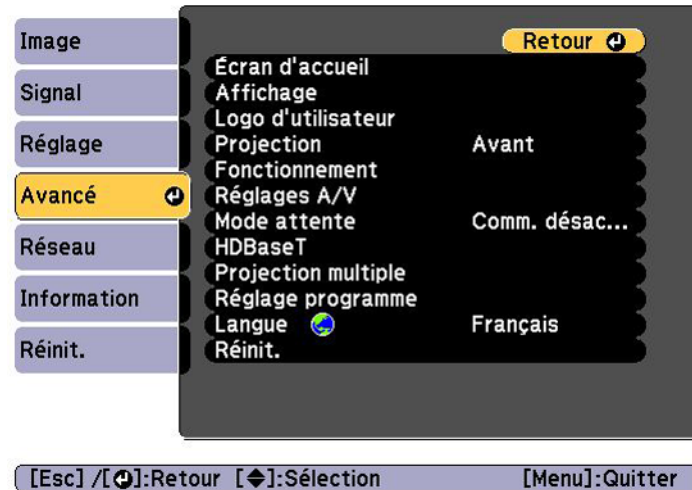 Image
Signal
Réglage
Avancé
Réseau
Information
Réinit.
Retour
Écran d'accueil
Affichage
Logo d'utilisateur
Projection Avant
Fonctionnement
Réglages A/V
Mode attente Comm. désac...
HDBaseT
Projection multiple
Réglage programme
Langue Français
Réinit.
[Esc] /[⏎]:Retour [◆]:Sélection [Menu]:Quitter